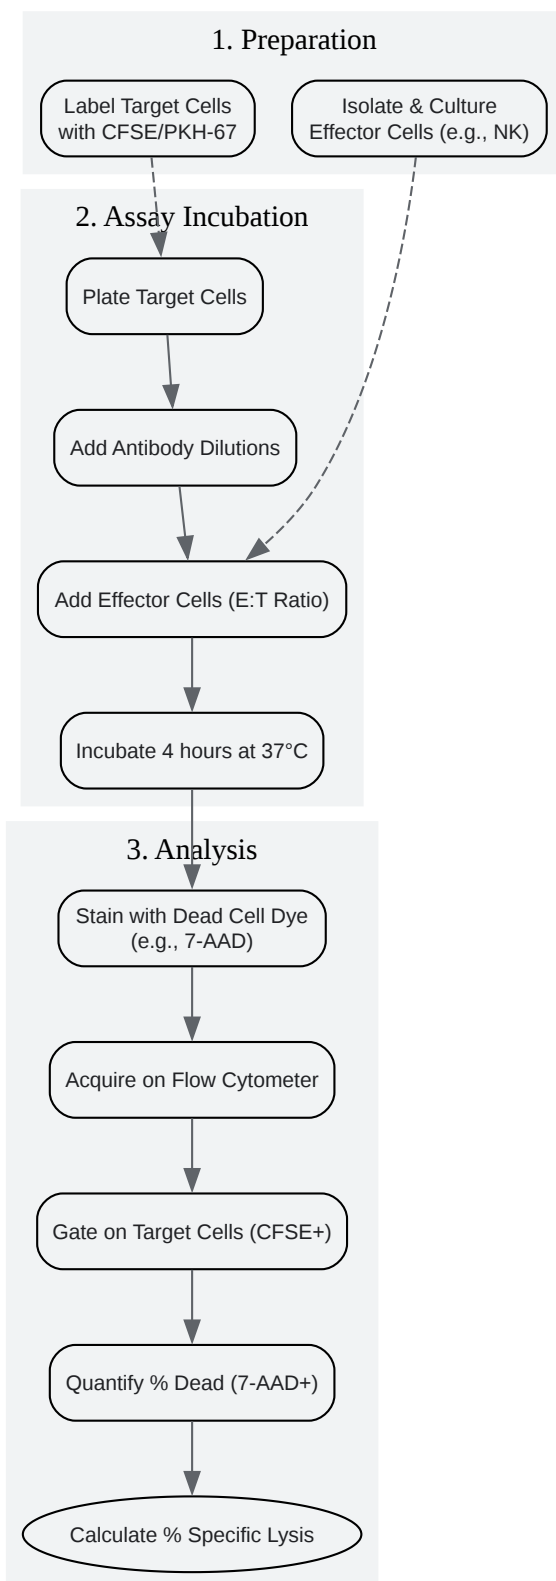 1. Preparation
Label Target Cells
with CFSE/PKH-67
Isolate & Culture
Effector Cells (e.g., NK)
2. Assay Incubation
Plate Target Cells
Add Antibody Dilutions
Add Effector Cells (E:T Ratio)
Incubate 4 hours at 37°C
3. Analysis
Stain with Dead Cell Dye
(e.g., 7-AAD)
Acquire on Flow Cytometer
Gate on Target Cells (CFSE+)
Quantify % Dead (7-AAD+)
Calculate % Specific Lysis